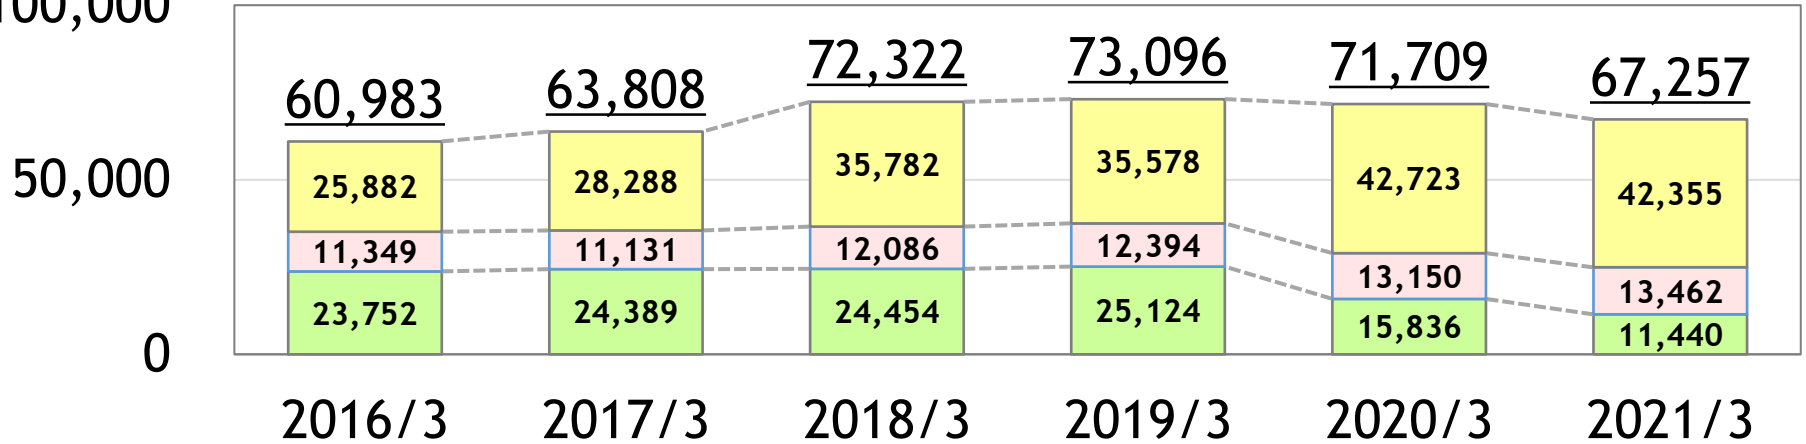 100,000
72,322 73,096 71,709
60,983 63,808 67,257
35,782 35,578
25,882 28,288 42,723 42,355
50,000
11,349 11,131 12,086 12,394
13,150 13,462
23,752 24,389 24,454 25,124
15,836 11,440
0
2016/3 2017/3 2018/3 2019/3 2020/3 2021/3